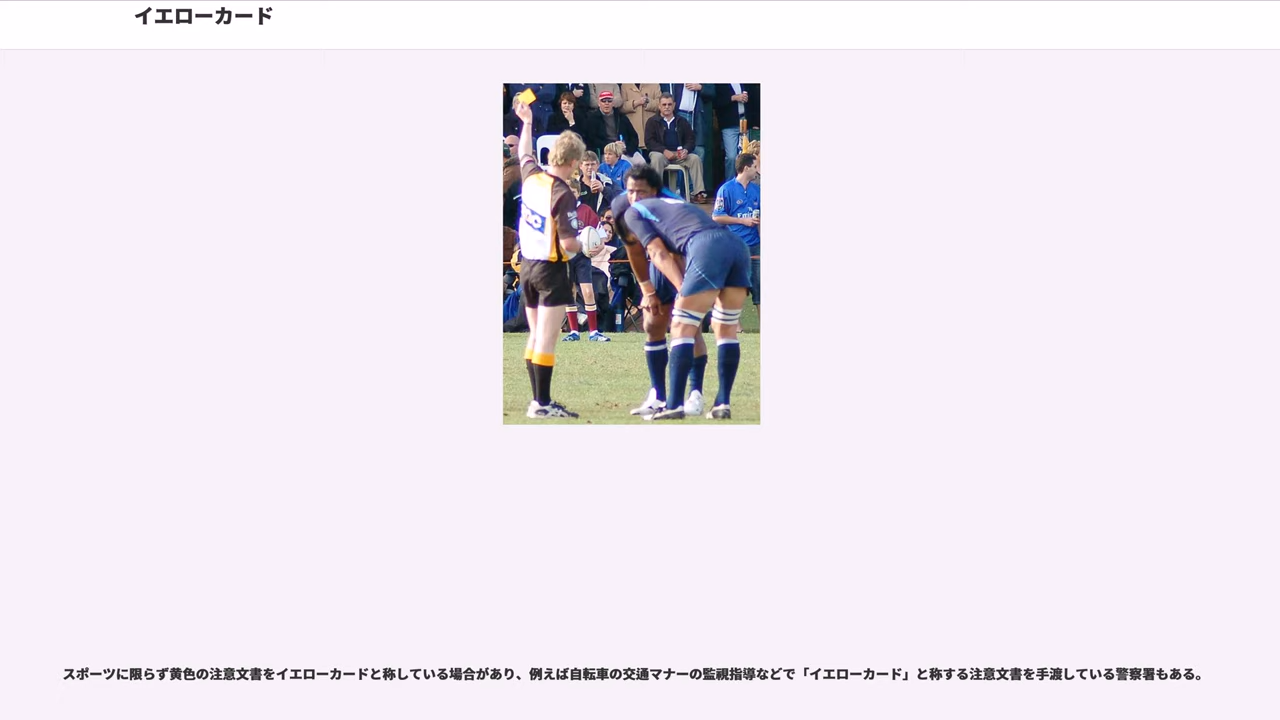 イエローカード
スポーツに限らず黄色の注意文書をイエローカードと称している場合があり、例えば自転車の交通マナーの監視指導などで「イエローカード」と称する注意文書を手渡している警察署もある。